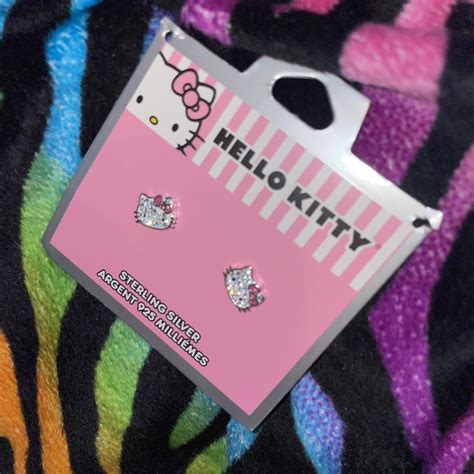 HELLO KITTY
STERLING SILVER
ARGENT 925 MILLIÈMES